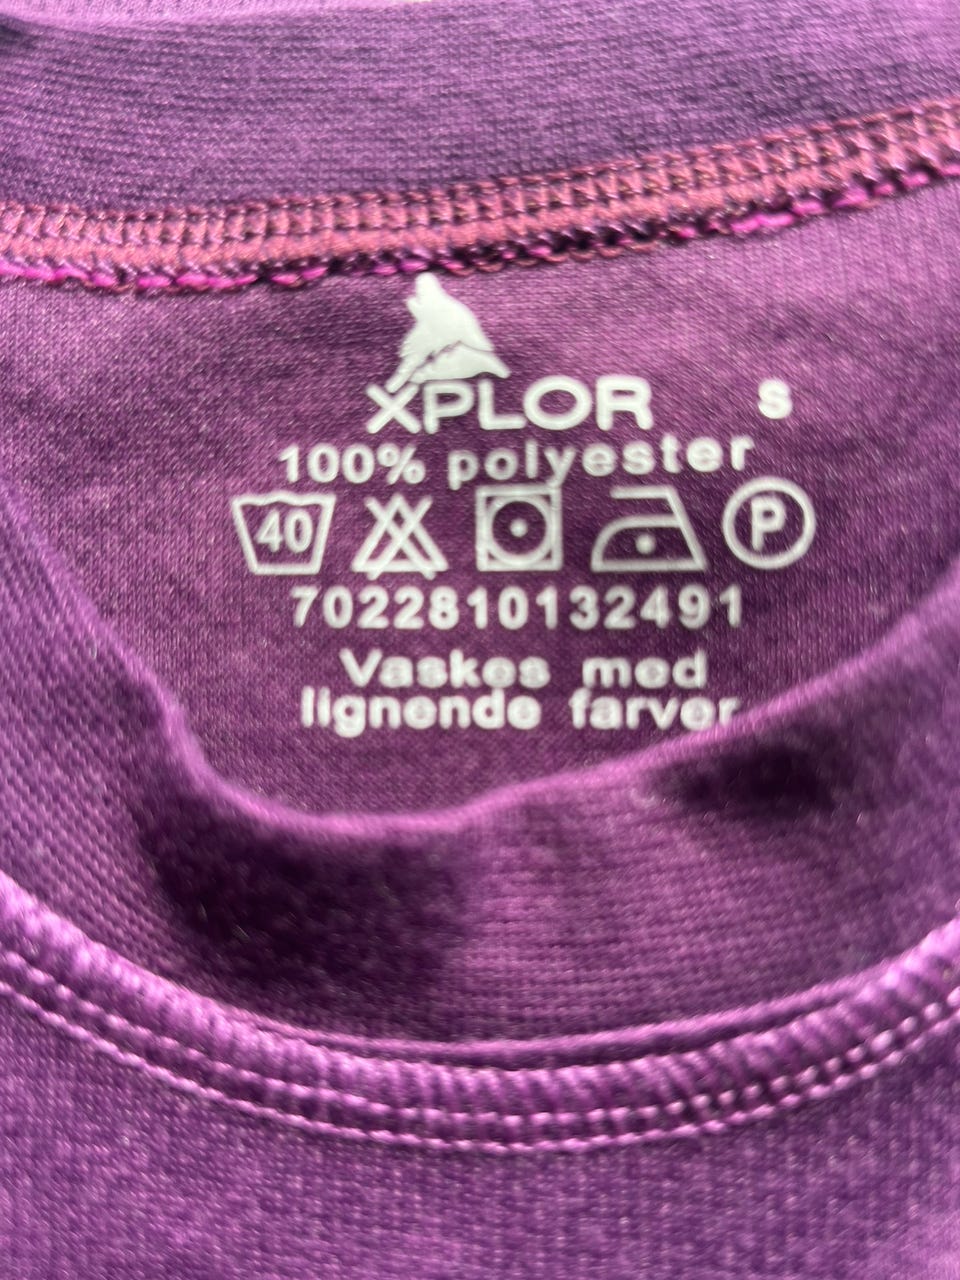 XPLOR S
100% polyester
40 P
7022810132491
Vaskes med
lignende farver